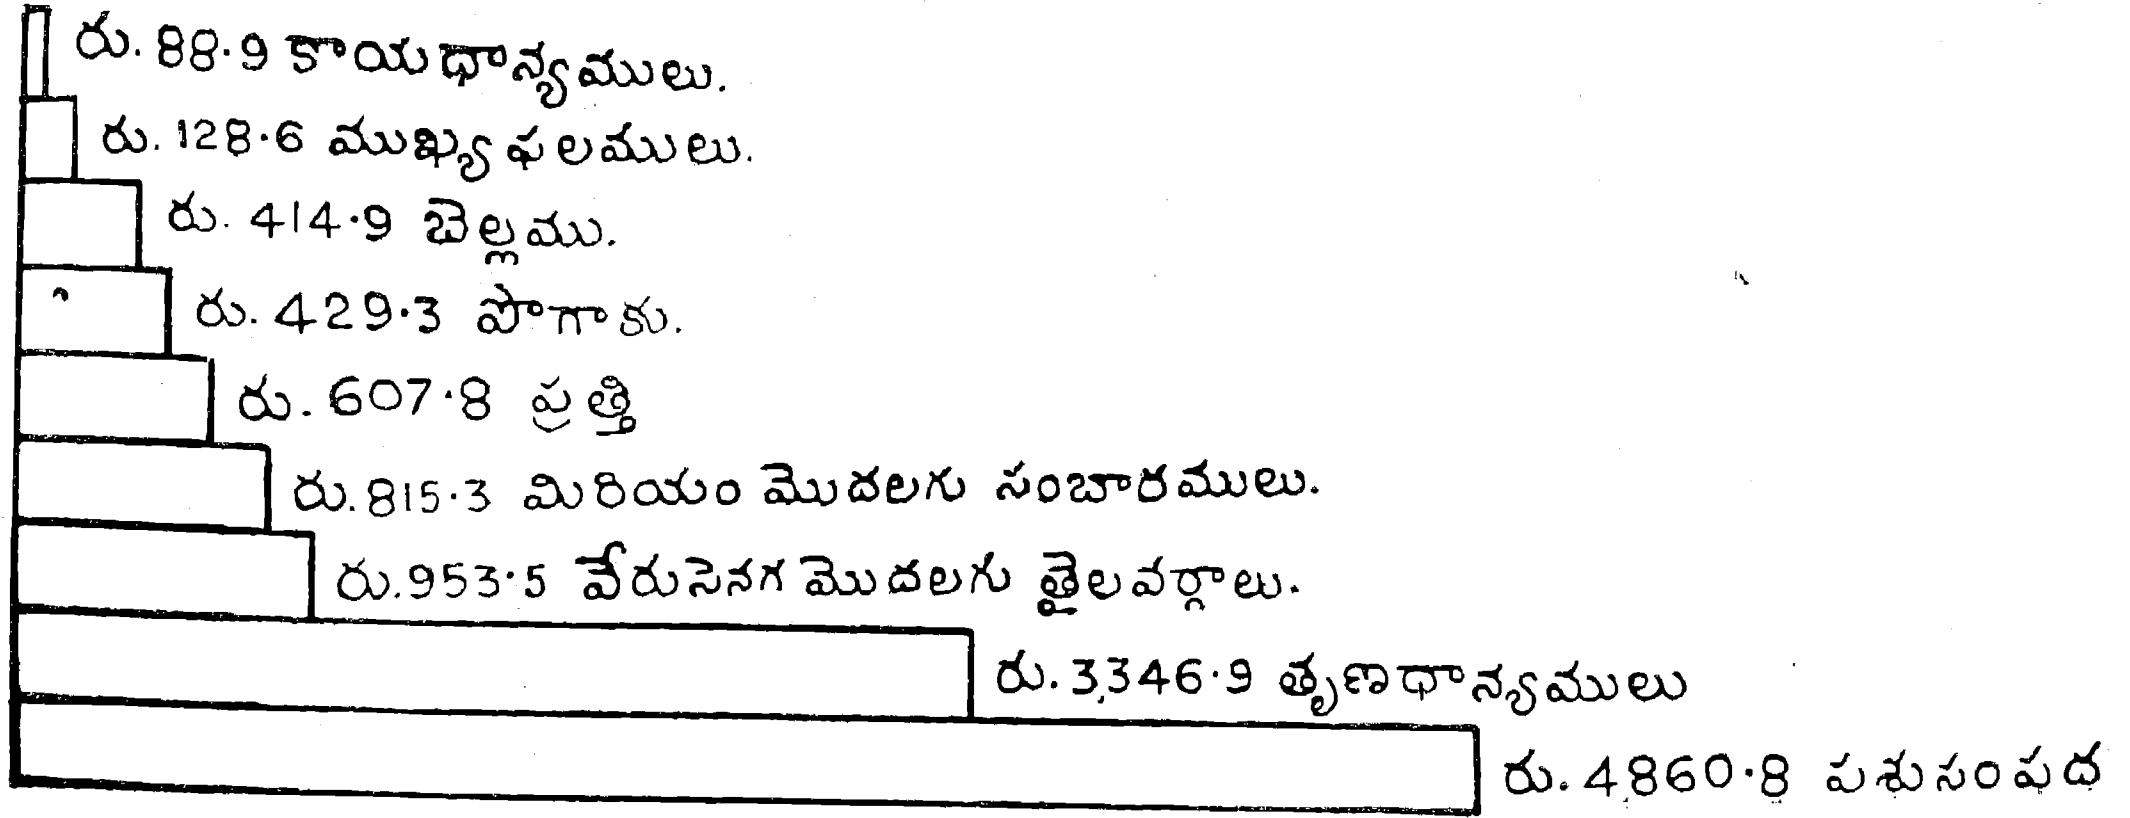 రు. 88.9 కాయధాన్యములు.
రు. 128.6 ముఖ్య ఫలములు.
రు. 414.9 బెల్లము.
రు. 429.3 పొగాకు.
రు. 607.8 ప్రత్తి
రు. 815.3 మిరియం మొదలగు సంబారములు.
రు. 953.5 వేరుసెనగ మొదలగు తైలవర్గాలు.
రు. 3,346.9 తృణధాన్యములు
రు. 4,860.8 పశుసంపద